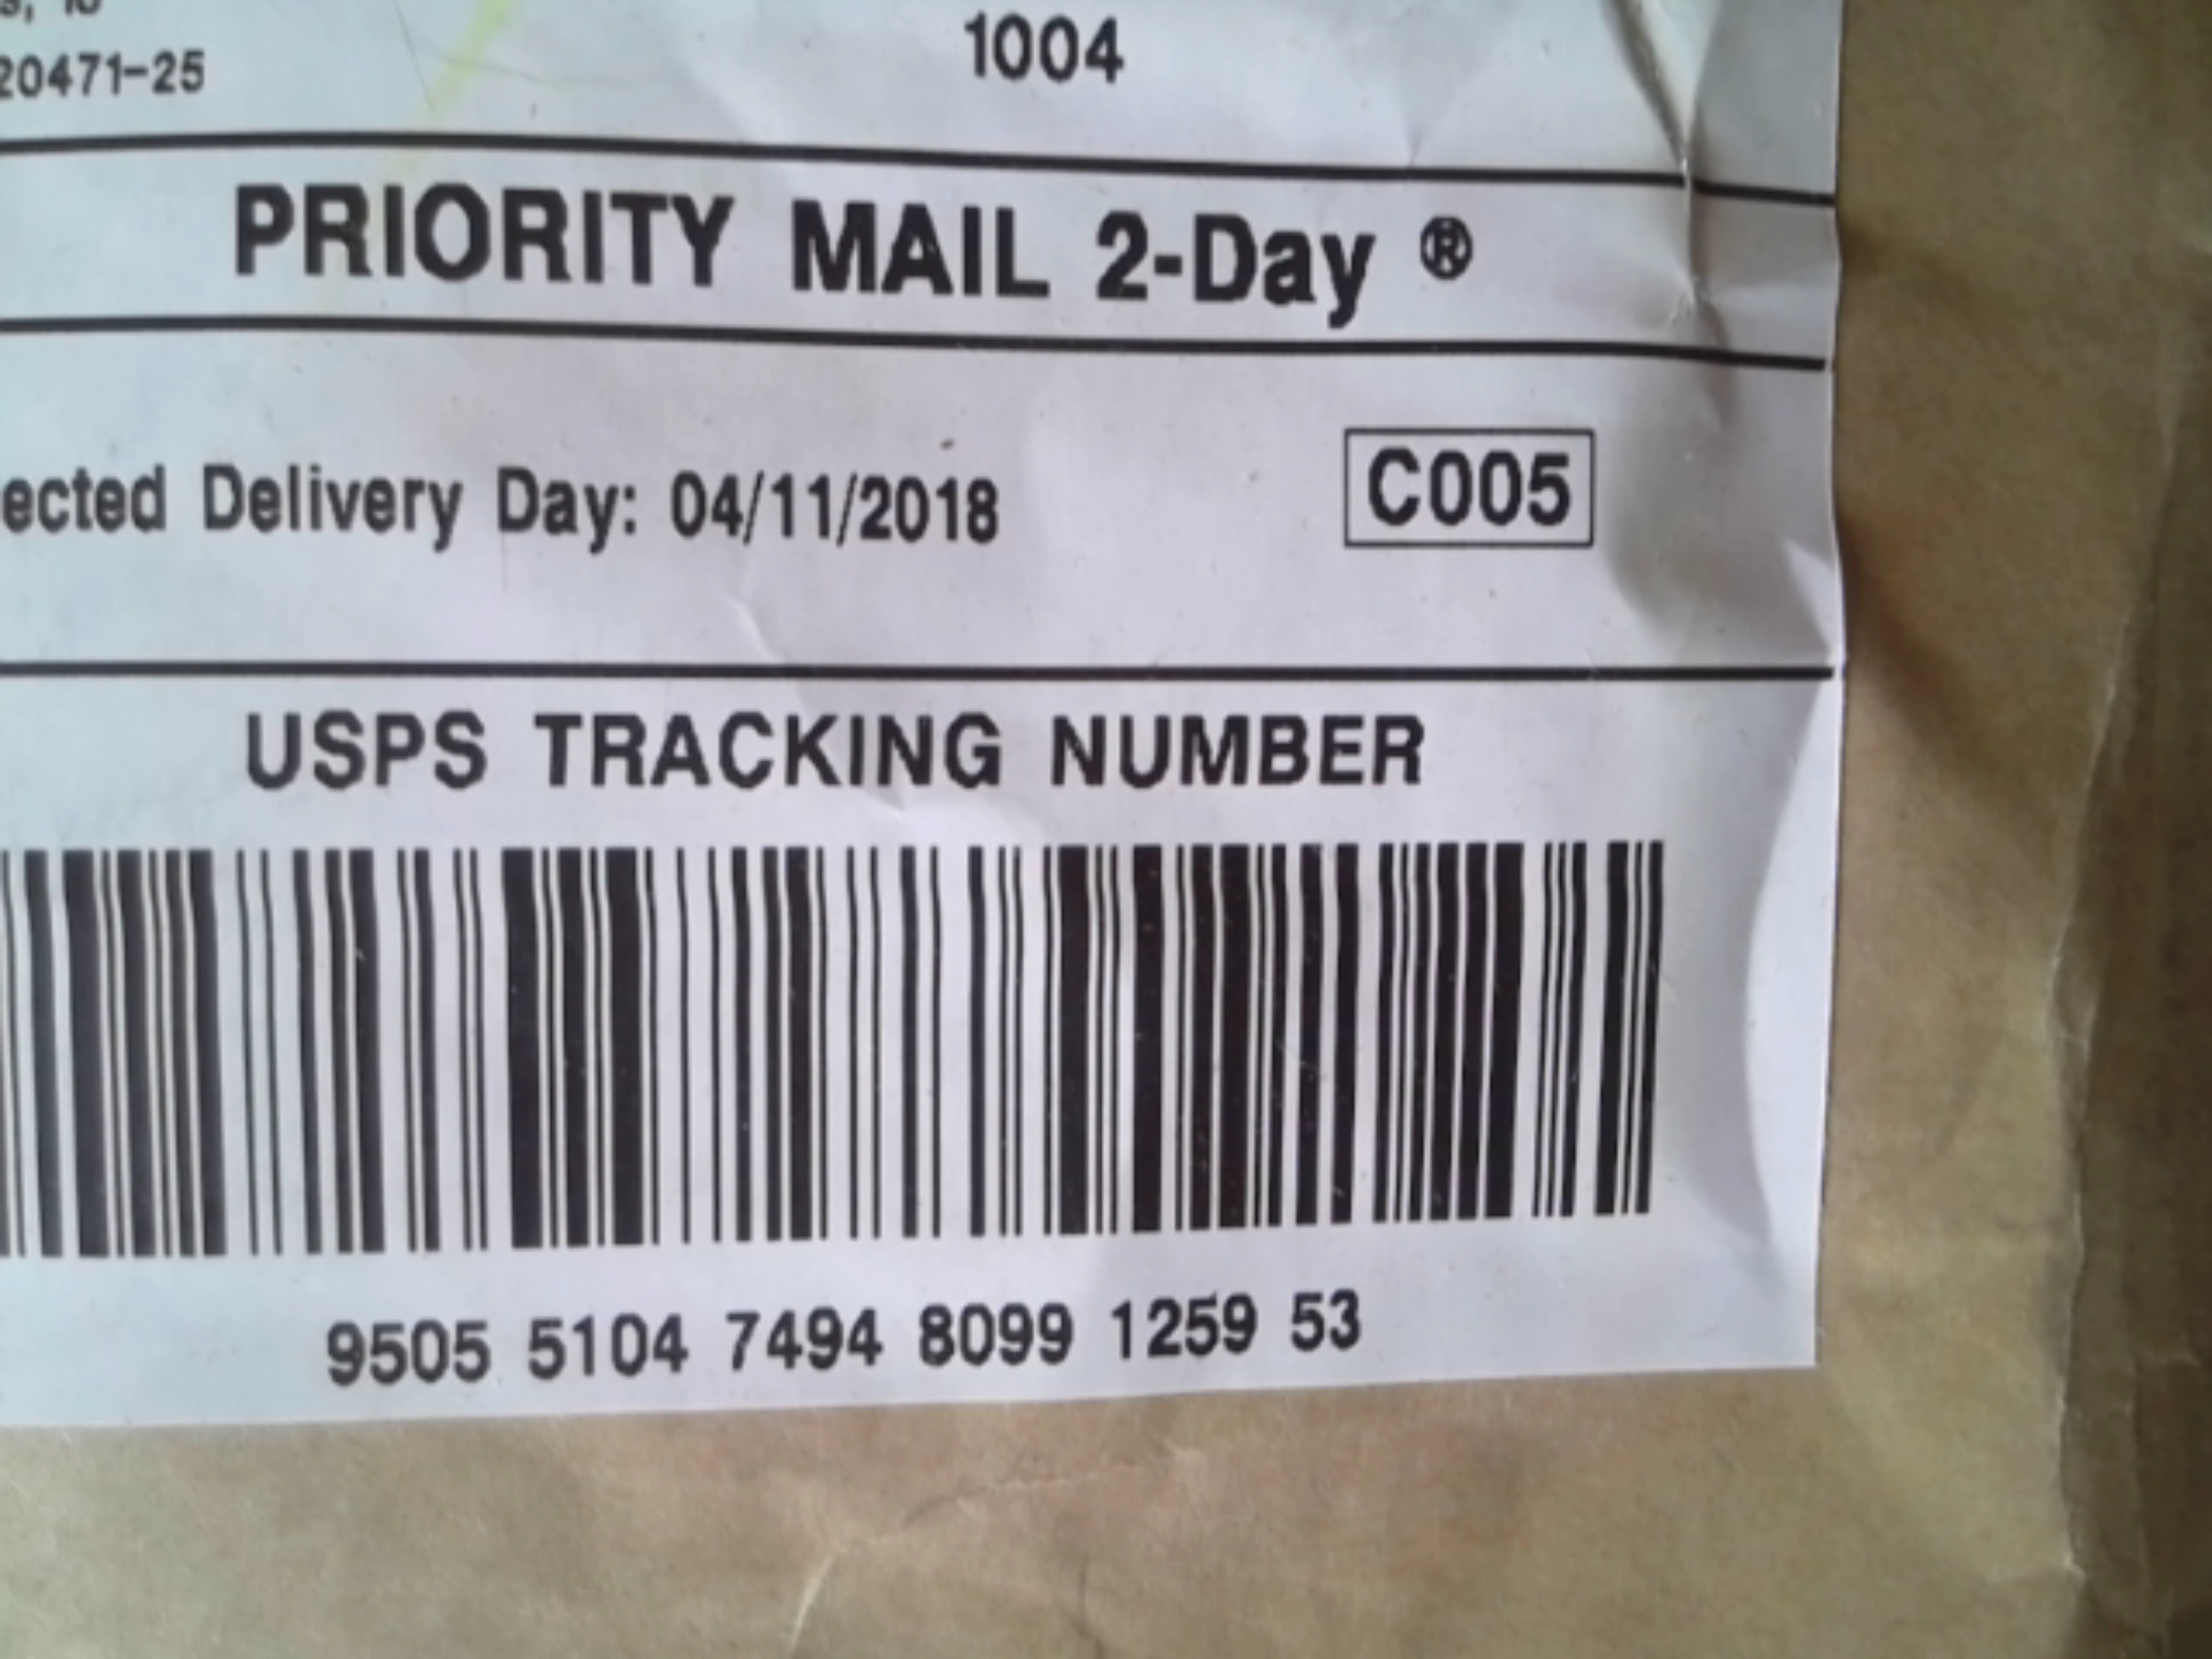 20471-25
1004
PRIORITY MAIL 2-Day ®
ected Delivery Day: 04/11/2018
C005
USPS TRACKING NUMBER
9505 5104 7494 8099 1259 53